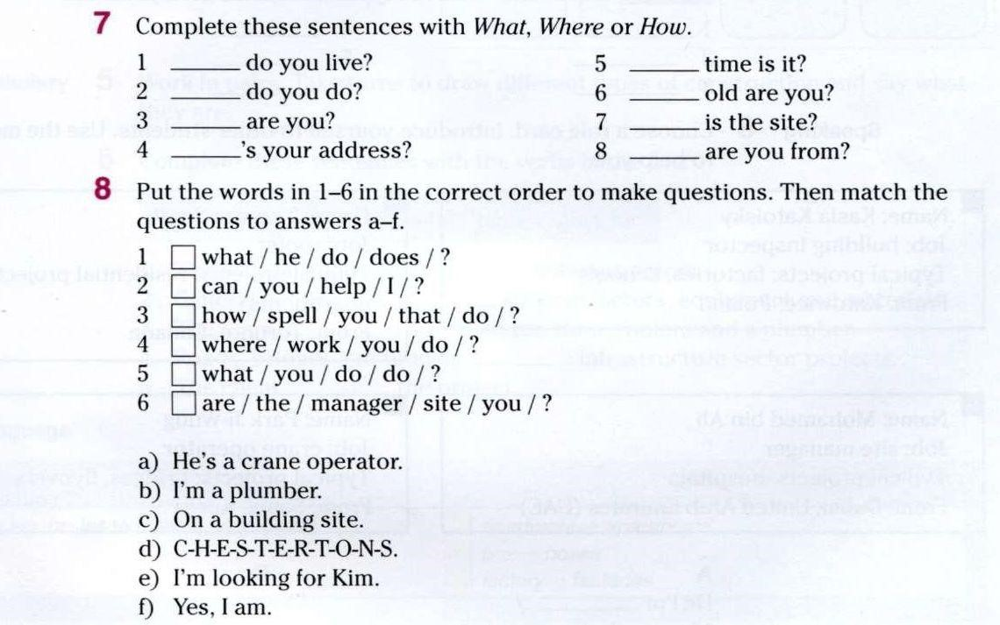 7 Complete these sentences with What, Where or How.
1 ______ do you live?
2 ______ do you do?
3 ______ are you?
4 ______ 's your address?
5 ______ time is it?
6 ______ old are you?
7 ______ is the site?
8 ______ are you from?
8 Put the words in 1–6 in the correct order to make questions. Then match the
questions to answers a–f.
1 □ what / he / do / does / ?
2 □ can / you / help / I / ?
3 □ how / spell / you / that / do / ?
4 □ where / work / you / do / ?
5 □ what / you / do / do / ?
6 □ are / the / manager / site / you / ?
a) He's a crane operator.
b) I'm a plumber.
c) On a building site.
d) C-H-E-S-T-E-R-T-O-N-S.
e) I'm looking for Kim.
f) Yes, I am.